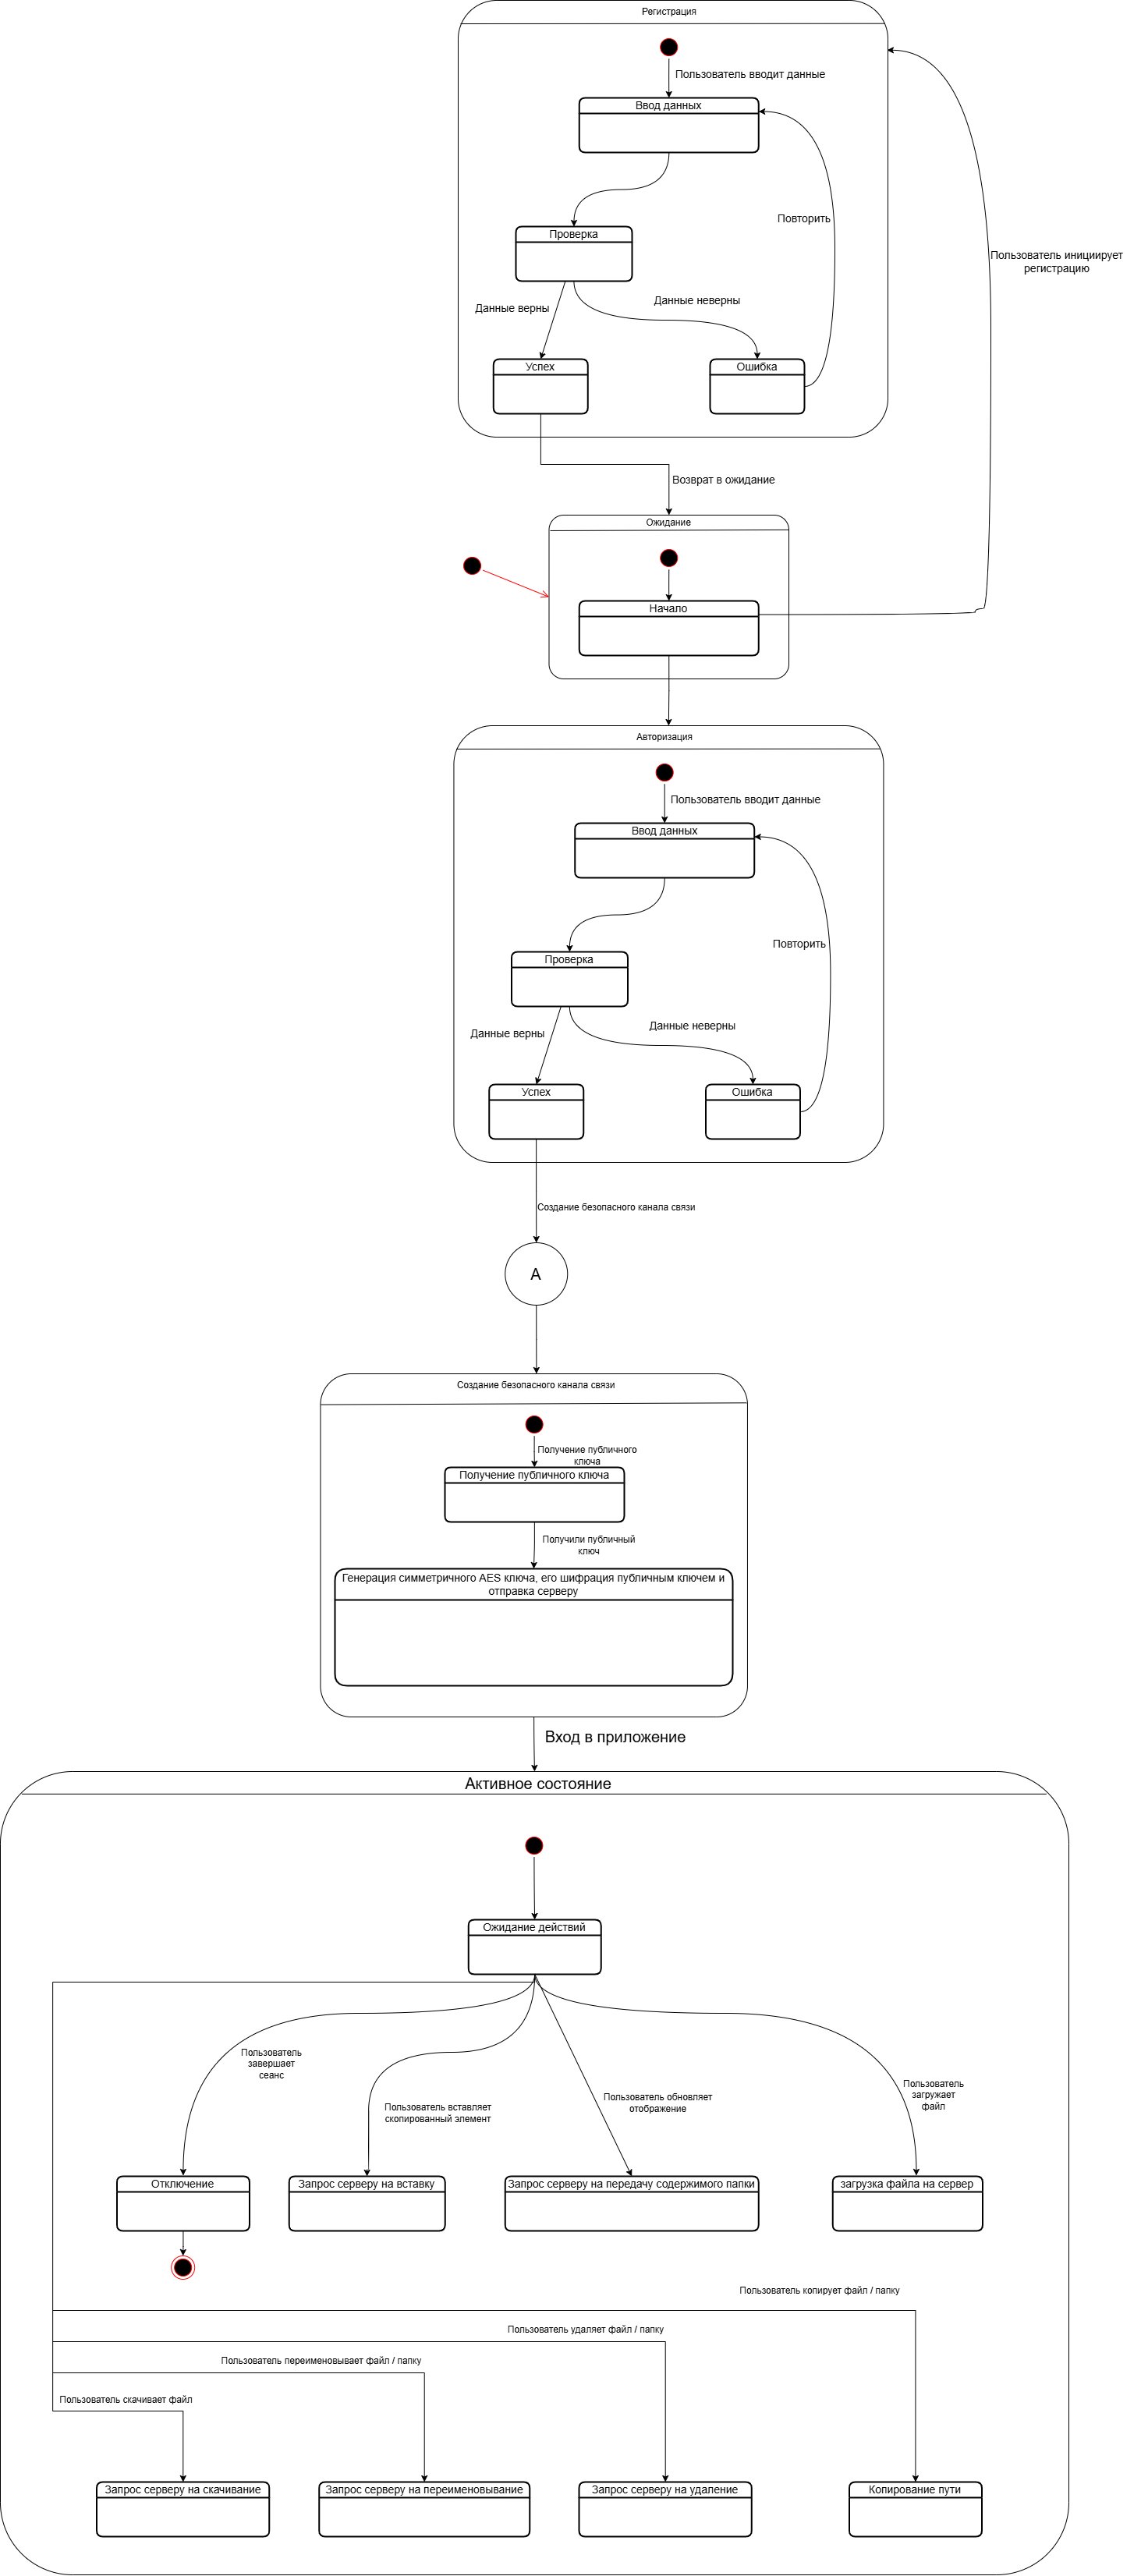 Регистрация
Пользователь вводит данные
Ввод данных
Повторить
Проверка
Пользователь инициирует
регистрацию
Данные неверны
Данные верны
Успех
Ошибка
Возврат в ожидание
Ожидание
Начало
Авторизация
Пользователь вводит данные
Ввод данных
Повторить
Проверка
Данные неверны
Данные верны
Успех
Ошибка
Создание безопасного канала связи
А
Создание безопасного канала связи
Получение публичного
ключа
Получение публичного ключа
Получили публичный
ключ
Генерация симметричного AES ключа, его шифрация публичным ключем и
отправка серверу
Вход в приложение
Активное состояние
Ожидание действий
Пользователь
завершает
сеанс
Пользователь вставляет
скопированный элемент
Пользователь обновляет
отображение
Пользователь
загружает
файл
Отключение
Запрос серверу на вставку
Запрос серверу на передачу содержимого папки
загрузка файла на сервер
Пользователь копирует файл / папку
Пользователь удаляет файл / папку
Пользователь переименовывает файл / папку
Пользователь скачивает файл
Запрос серверу на скачивание
Запрос серверу на переименовывание
Запрос серверу на удаление
Копирование пути